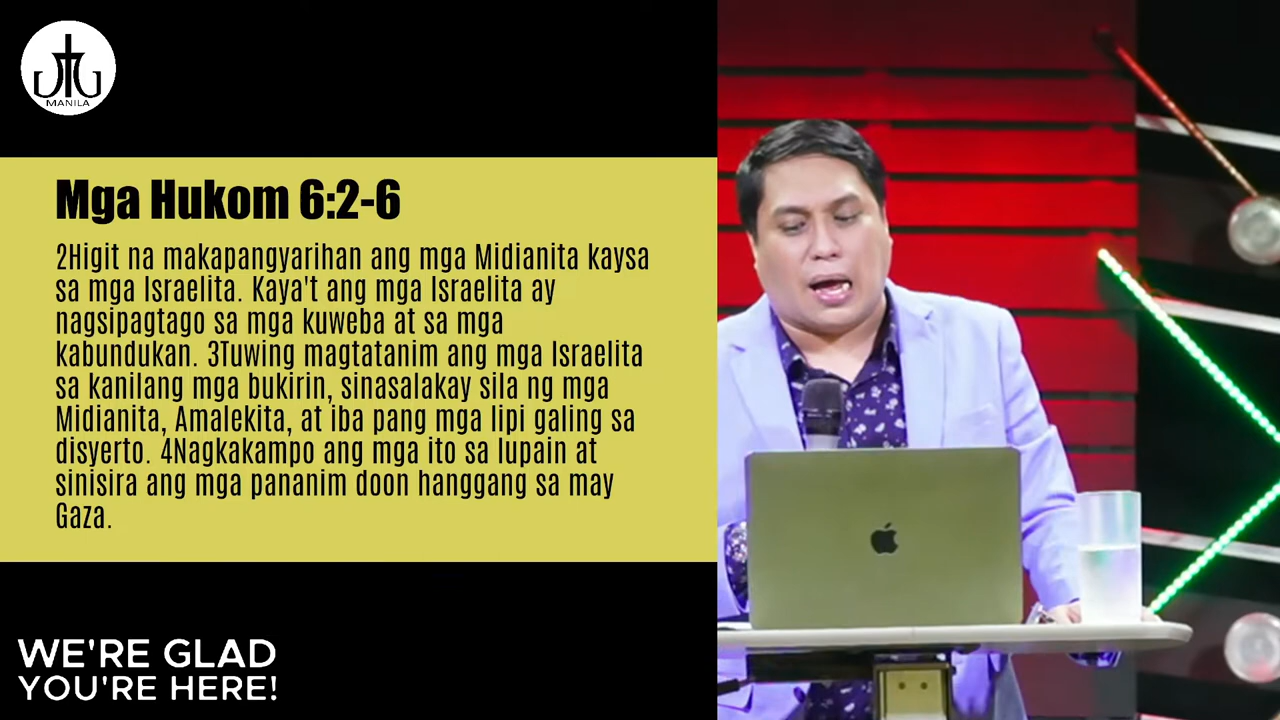 MANILA
Mga Hukom 6:2-6
2Higit na makapangyarihan ang mga Midianita kaysa
sa mga Israelita. Kaya't ang mga Israelita ay
nagsipagtago sa mga kuweba at sa mga
kabundukan. 3Tuwing magtatanim ang mga Israelita
sa kanilang mga bukirin, sinasalakay sila ng mga
Midianita, Amalekita, at iba pang mga lipi galing sa
disyerto. 4Nagkakampo ang mga ito sa lupain at
sinisira ang mga pananim doon hanggang sa may
Gaza.
WE'RE GLAD
YOU'RE HERE!